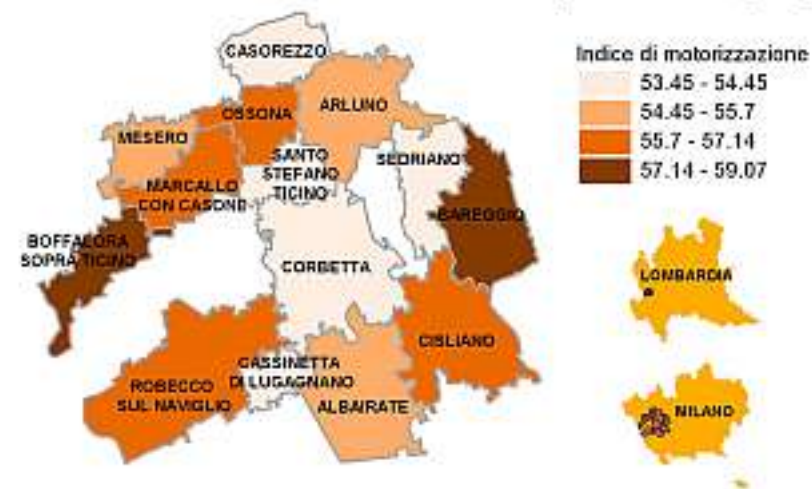 CASOREZZO
Indice di motorizzazione
53.45 - 54.45
54.45 - 55.7
55.7 - 57.14
57.14 - 59.07
ARLUNO
OSSONA
MESERO
SANTO
STEFANO
TICINO
SEDRIANO
MARCALLO
CON CASONE
BAREGGIO
BOFFALORA
SOPRA TICINO
CORBETTA
LOMBARDIA
CISLIANO
CASSINETTA
DI LUGAGNANO
ROBECCO
SUL NAVIGLIO
ALBAIRATE
MILANO